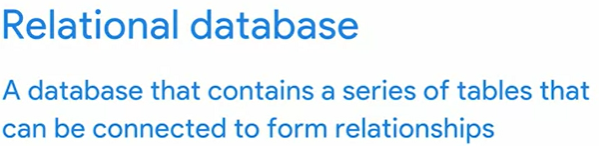 Relational database
A database that contains a series of tables that
can be connected to form relationships